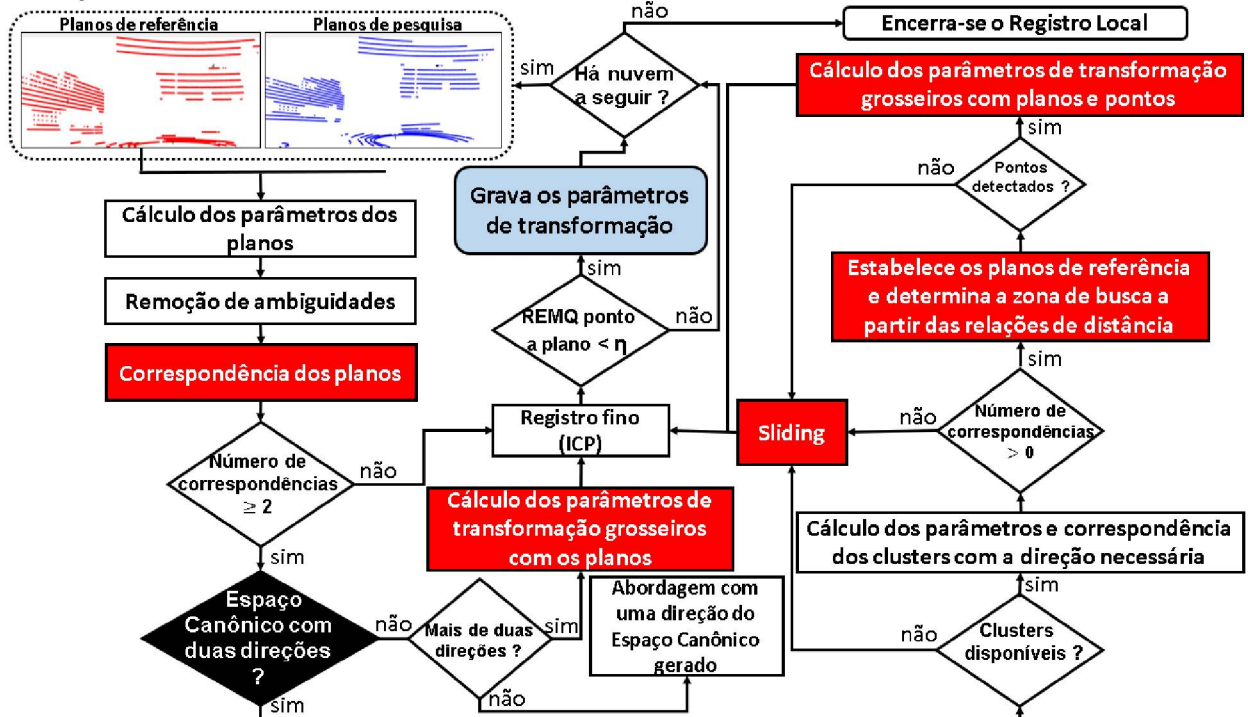 Planos de referência
Planos de pesquisa
sim
Há nuvem
a seguir ?
não
Encerra-se o Registro Local
Cálculo dos parâmetros de transformação
grosseiros com planos e pontos
sim
não
Pontos
detectados ?
Cálculo dos parâmetros dos
planos
Grava os parâmetros
de transformação
sim
Estabelece os planos de referência
e determina a zona de busca a
partir das relações de distância
Remoção de ambiguidades
REMQ ponto
a plano < η
não
sim
Correspondência dos planos
Registro fino
(ICP)
Sliding
não
Número de
correspondências
> 0
Número de
correspondências
≥ 2
não
sim
Cálculo dos parâmetros de
transformação grosseiros
com os planos
Cálculo dos parâmetros e correspondência
dos clusters com a direção necessária
sim
Espaço
Canônico com
duas direções
?
não
sim
Mais de duas
direções ?
sim
não
Abordagem com
uma direção do
Espaço Canônico
gerado
não
Clusters
disponíveis ?